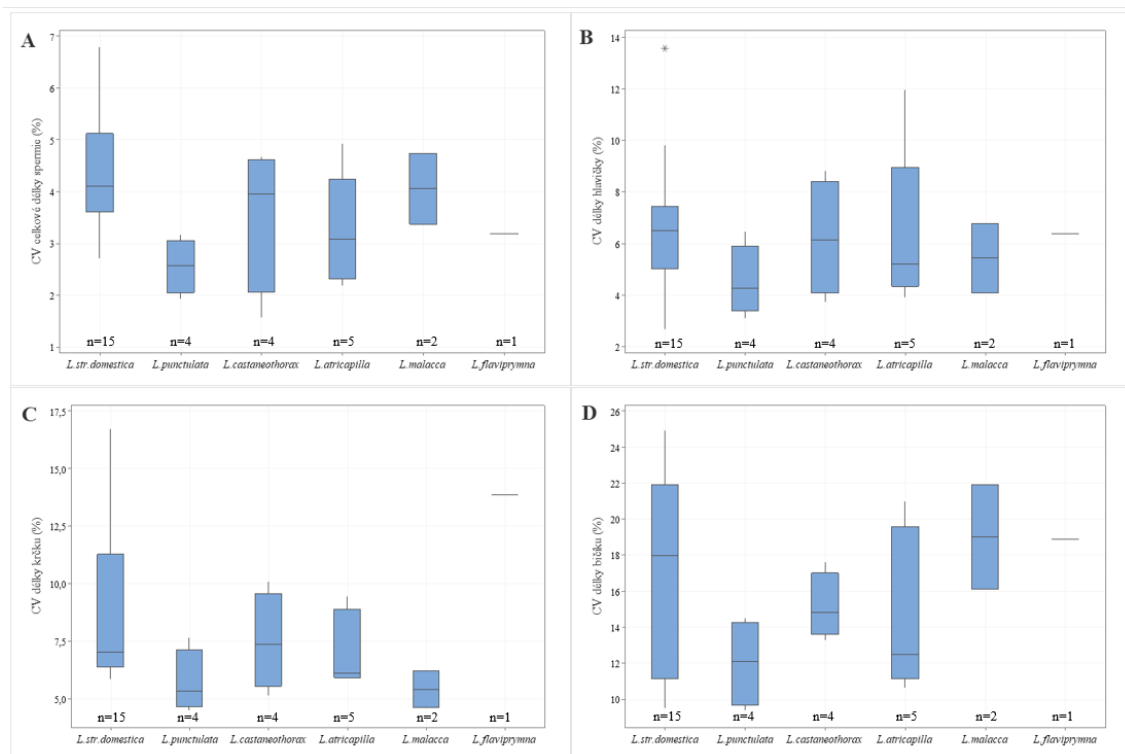 A
CV celkové délky spermie (%)
7
6
5
4
3
2
1
n=15 n=4 n=4 n=5 n=2 n=1
L.str.domestica L.punctulata L.castaneothorax L.atricapilla L.malacca L.flaviprymna
B
CV délky hlavičky (%)
14
12
10
8
6
4
2
n=15 n=4 n=4 n=5 n=2 n=1
L.str.domestica L.punctulata L.castaneothorax L.atricapilla L.malacca L.flaviprymna
C
CV délky krčku (%)
17,5
15,0
12,5
10,0
7,5
5,0
n=15 n=4 n=4 n=5 n=2 n=1
L.str.domestica L.punctulata L.castaneothorax L.atricapilla L.malacca L.flaviprymna
D
CV délky bičíku (%)
26
24
22
20
18
16
14
12
10
n=15 n=4 n=4 n=5 n=2 n=1
L.str.domestica L.punctulata L.castaneothorax L.atricapilla L.malacca L.flaviprymna